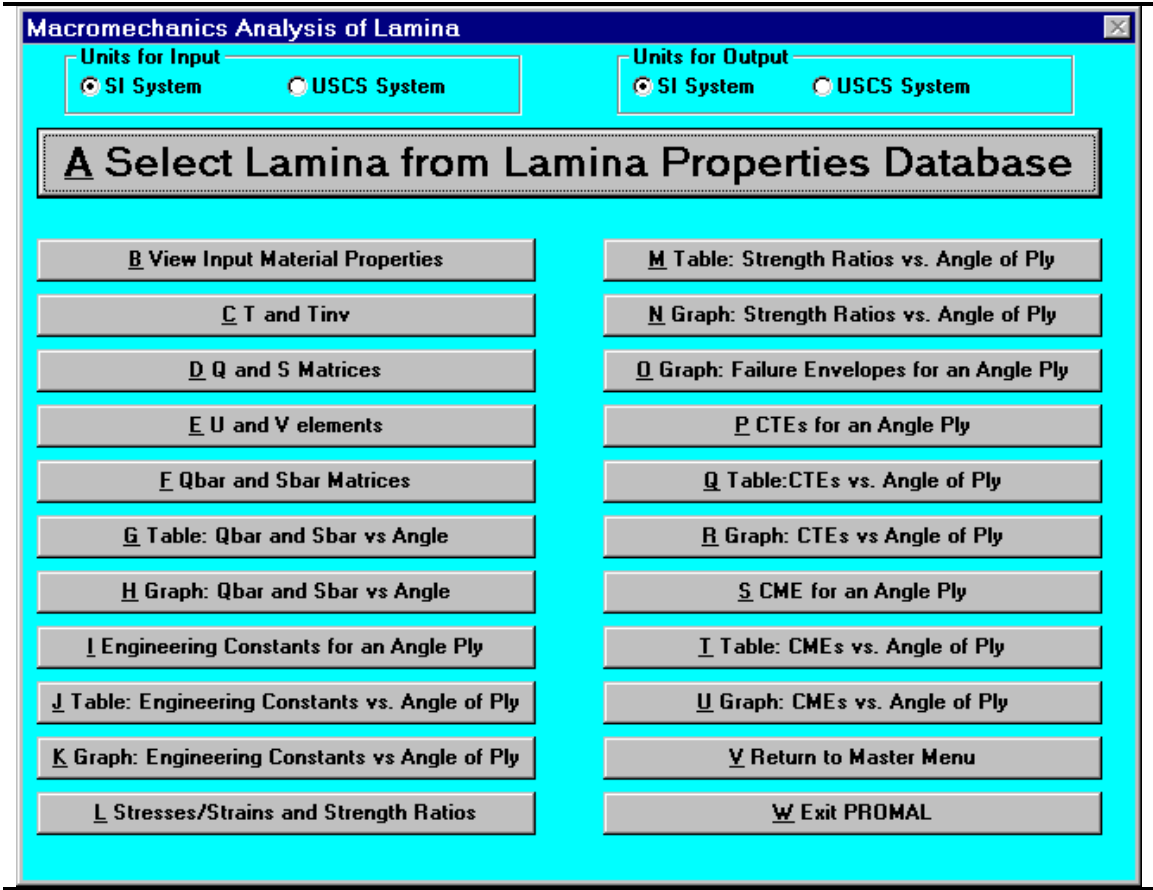 Macromechanics Analysis of Lamina
Units for Input
SI System USCS System
Units for Output
SI System USCS System
A Select Lamina from Lamina Properties Database
B View Input Material Properties
C T and Tinv
D Q and S Matrices
E U and V elements
F Qbar and Sbar Matrices
G Table: Qbar and Sbar vs Angle
H Graph: Qbar and Sbar vs Angle
I Engineering Constants for an Angle Ply
J Table: Engineering Constants vs. Angle of Ply
K Graph: Engineering Constants vs Angle of Ply
L Stresses/Strains and Strength Ratios
M Table: Strength Ratios vs. Angle of Ply
N Graph: Strength Ratios vs. Angle of Ply
O Graph: Failure Envelopes for an Angle Ply
P CTEs for an Angle Ply
Q Table:CTEs vs. Angle of Ply
R Graph: CTEs vs Angle of Ply
S CME for an Angle Ply
T Table: CMEs vs. Angle of Ply
U Graph: CMEs vs. Angle of Ply
V Return to Master Menu
W Exit PROMAL